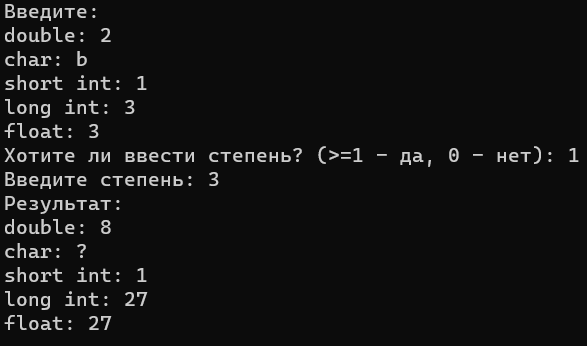 Введите:
double: 2
char: b
short int: 1
long int: 3
float: 3
Хотите ли ввести степень? (>=1 - да, 0 - нет): 1
Введите степень: 3
Результат:
double: 8
char: ?
short int: 1
long int: 27
float: 27